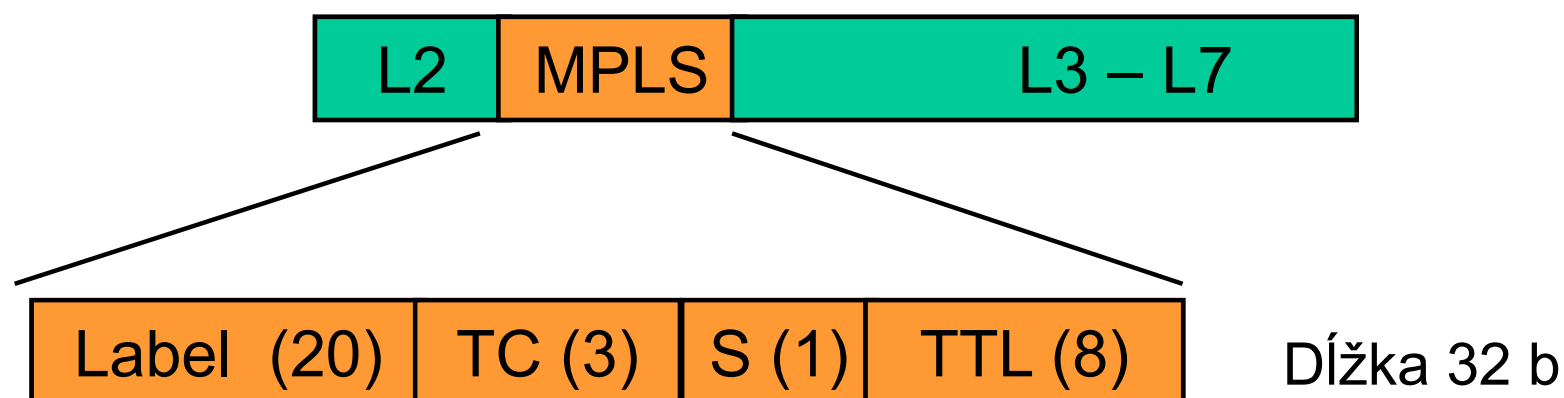 L2 MPLS L3 – L7
Label (20) TC (3) S (1) TTL (8) Dĺžka 32 b